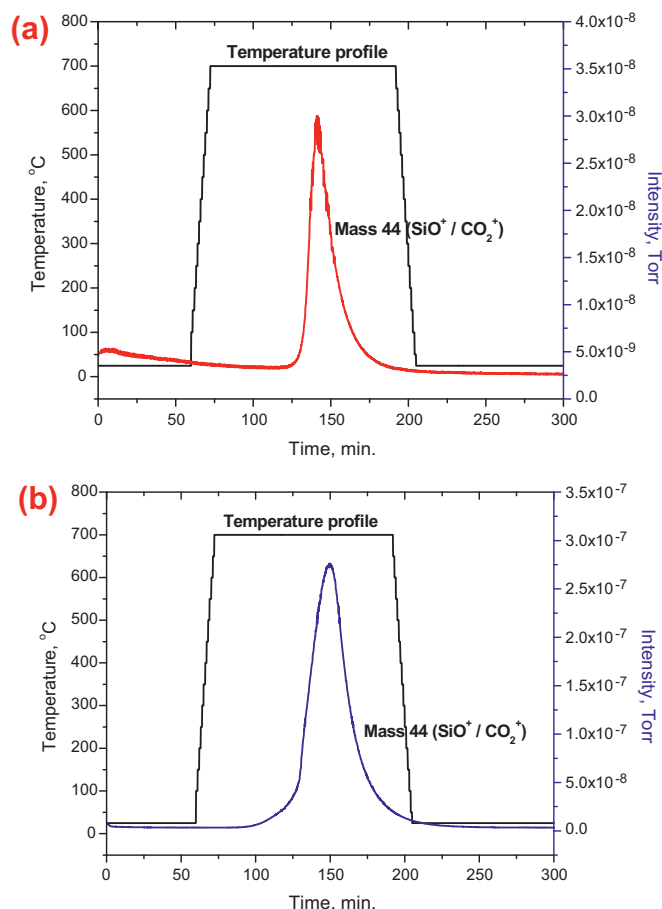 (a)
800
700
600
500
400
300
200
100
0
Temperature, °C
Temperature profile
Mass 44 (SiO⁺ / CO₂⁺)
4.0x10⁻⁸
3.5x10⁻⁸
3.0x10⁻⁸
2.5x10⁻⁸
2.0x10⁻⁸
1.5x10⁻⁸
1.0x10⁻⁸
5.0x10⁻⁹
0.0
Intensity, Torr
0 50 100 150 200 250 300
Time, min.
(b)
800
700
600
500
400
300
200
100
0
Temperature, °C
Temperature profile
Mass 44 (SiO⁺ / CO₂⁺)
3.5x10⁻⁷
3.0x10⁻⁷
2.5x10⁻⁷
2.0x10⁻⁷
1.5x10⁻⁷
1.0x10⁻⁷
5.0x10⁻⁸
0.0
Intensity, Torr
0 50 100 150 200 250 300
Time, min.